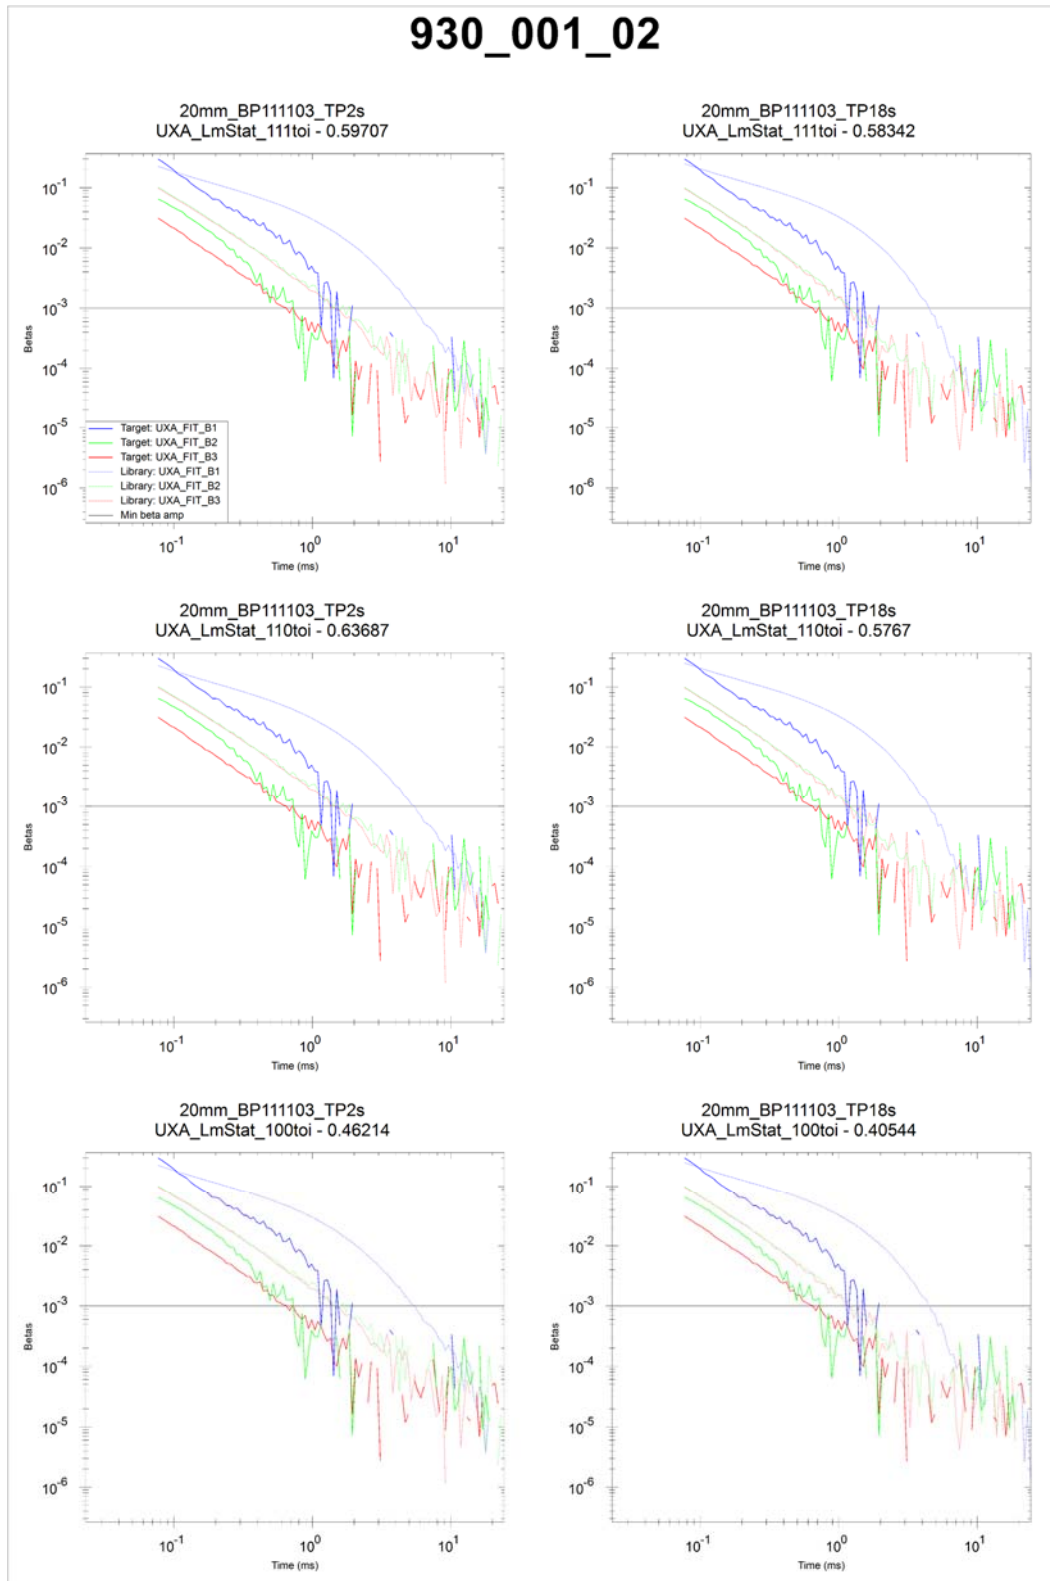 930_001_02
20mm_BP111103_TP2s
UXA_LmStat_111toi - 0.59707
10-1
10-2
10-3
10-4
10-5
10-6
Betas
Target: UXA_FIT_B1
Target: UXA_FIT_B2
Target: UXA_FIT_B3
Library: UXA_FIT_B1
Library: UXA_FIT_B2
Library: UXA_FIT_B3
Min beta amp
10-1 100 101
Time (ms)
20mm_BP111103_TP18s
UXA_LmStat_111toi - 0.58342
10-1
10-2
10-3
10-4
10-5
10-6
Betas
10-1 100 101
Time (ms)
20mm_BP111103_TP2s
UXA_LmStat_110toi - 0.63687
10-1
10-2
10-3
10-4
10-5
10-6
Betas
10-1 100 101
Time (ms)
20mm_BP111103_TP18s
UXA_LmStat_110toi - 0.5767
10-1
10-2
10-3
10-4
10-5
10-6
Betas
10-1 100 101
Time (ms)
20mm_BP111103_TP2s
UXA_LmStat_100toi - 0.46214
10-1
10-2
10-3
10-4
10-5
10-6
Betas
10-1 100 101
Time (ms)
20mm_BP111103_TP18s
UXA_LmStat_100toi - 0.40544
10-1
10-2
10-3
10-4
10-5
10-6
Betas
10-1 100 101
Time (ms)